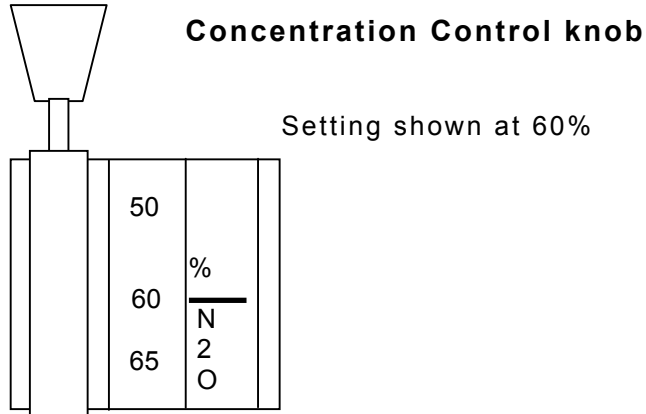 Concentration Control knob
Setting shown at 60%
50
%
60
N
65
2
O